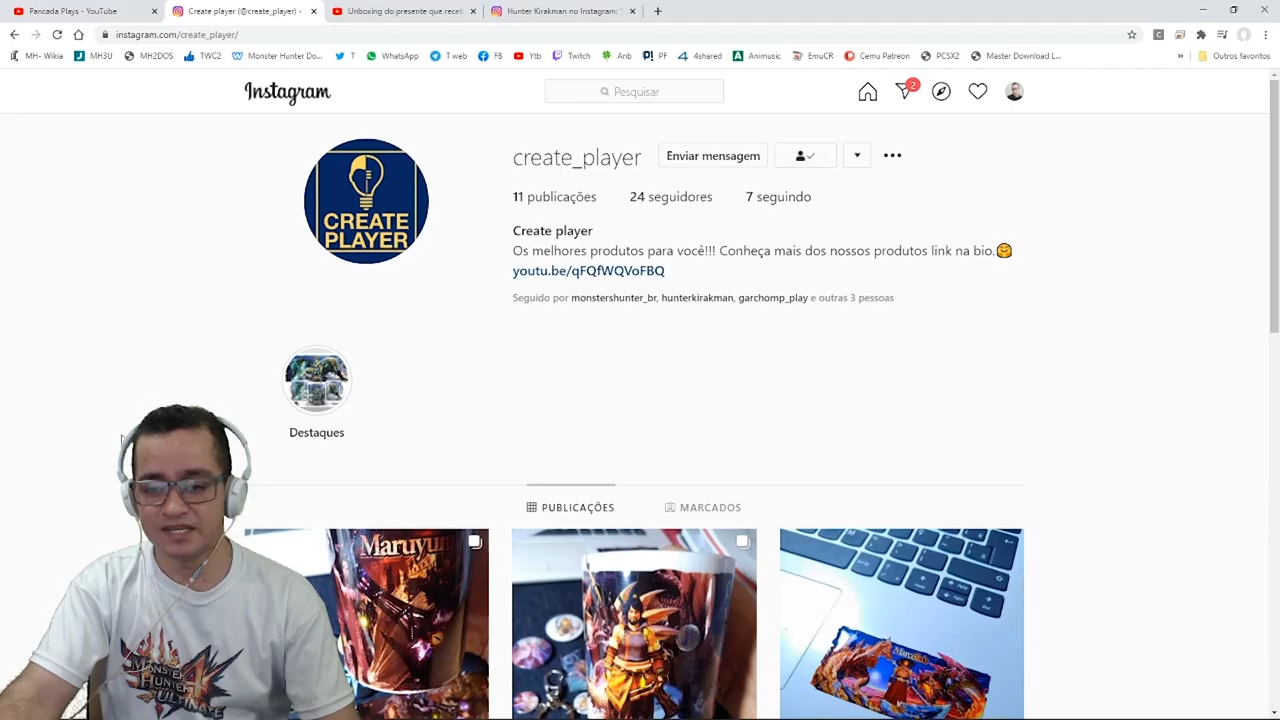 Pancada Plays - YouTube
Create player (@create_player) •
Unboxing do presente que recel
Hunter Kirakman no Instagram: "
instagram.com/create_player/
MH- Wikia
MH3U
MH2DOS
TWC2
Monster Hunter Do...
T
WhatsApp
T web
FB
Ytb
Twitch
Anb
PF
4shared
Animusic
EmuCR
Cemu Patreon
PCSX2
Master Download L...
Outros favoritos
Instagram
Pesquisar
2
CREATE
PLAYER
create_player
Enviar mensagem
11 publicações 24 seguidores 7 seguindo
Create player
Os melhores produtos para você!!! Conheça mais dos nossos produtos link na bio.🤗
youtu.be/qFQfWQVoFBQ
Seguido por monstershunter_br, hunterkirakman, garchomp_play e outras 3 pessoas
Destaques
PUBLICAÇÕES
MARCADOS
MONSTER
HUNTER
ULTIMATE